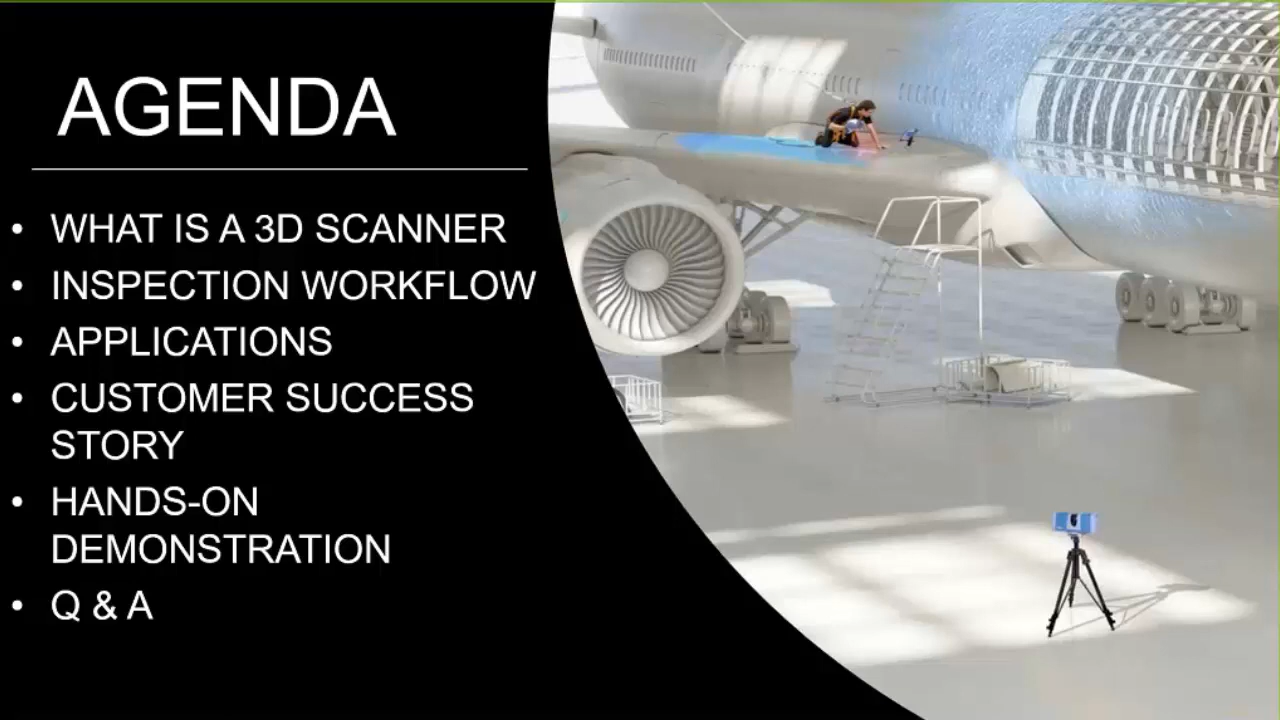 AGENDA
• WHAT IS A 3D SCANNER
• INSPECTION WORKFLOW
• APPLICATIONS
• CUSTOMER SUCCESS
STORY
• HANDS-ON
DEMONSTRATION
• Q & A